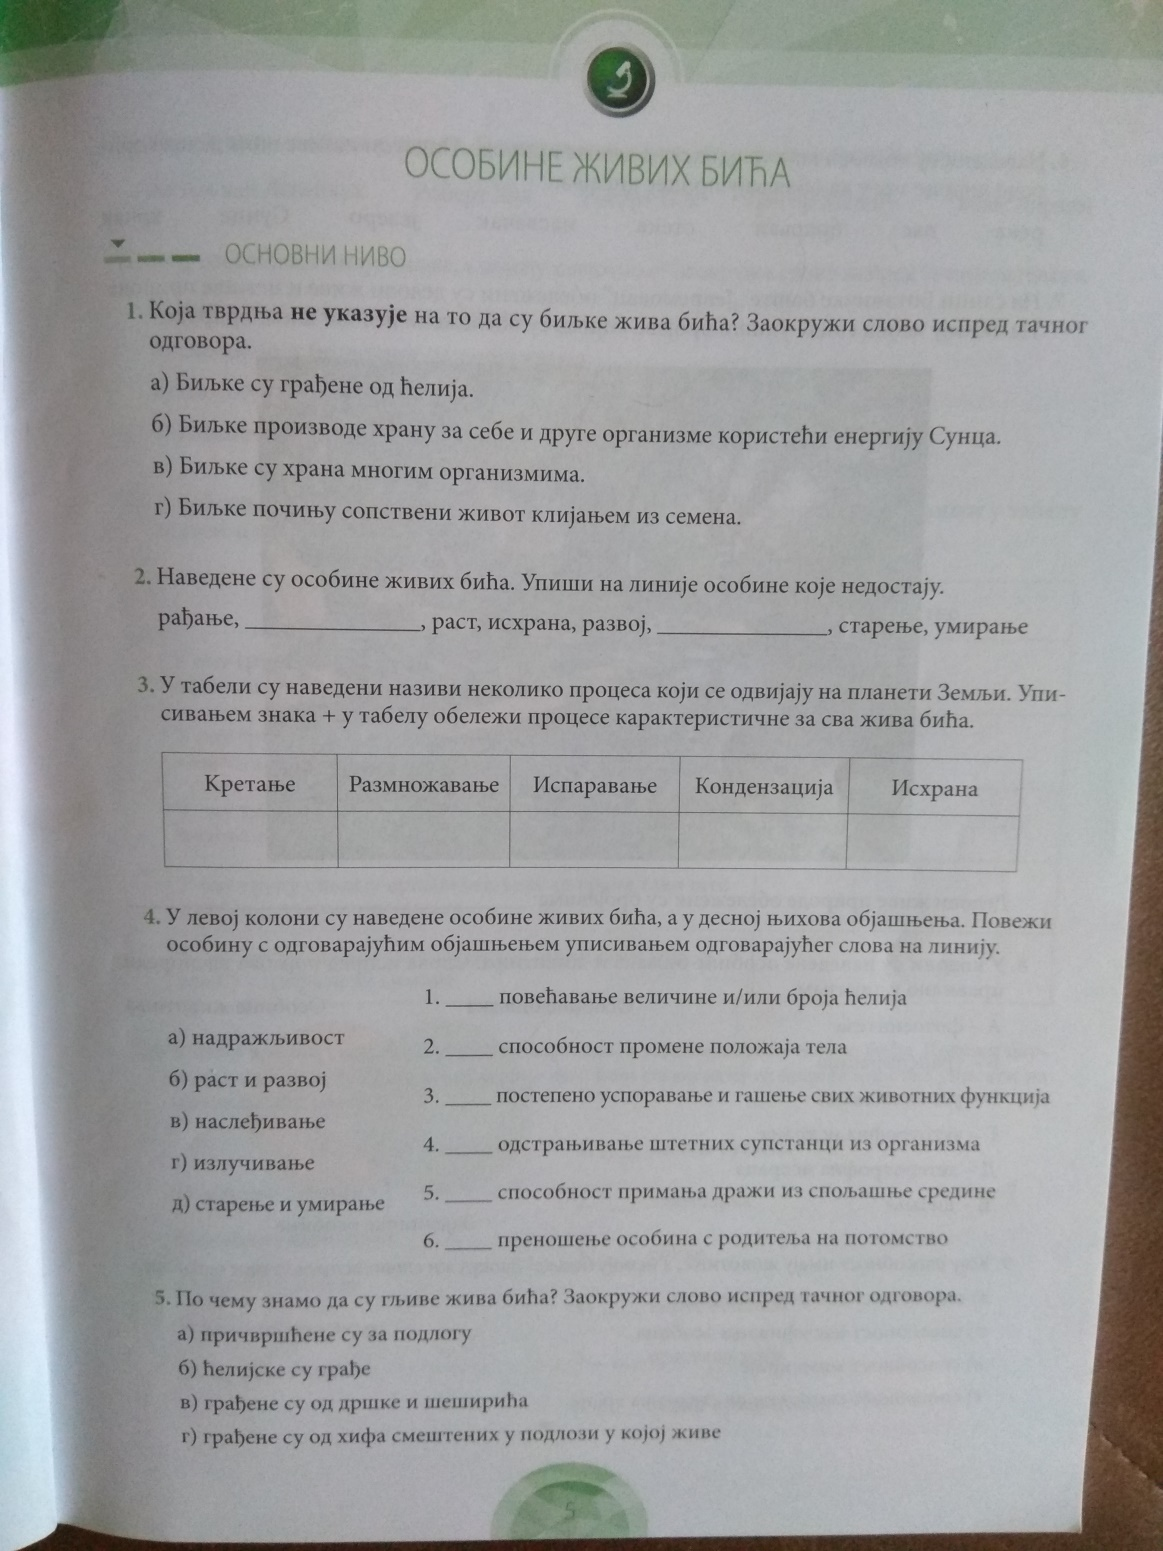 ОСОБИНЕ ЖИВИХ БИЋА
ОСНОВНИ НИВО
1. Која тврдња не указује на то да су биљке жива бића? Заокружи слово испред тачног
одговора.
а) Биљке су грађене од ћелија.
б) Биљке производе храну за себе и друге организме користећи енергију Сунца.
в) Биљке су храна многим организмима.
г) Биљке почињу сопствени живот клијањем из семена.
2. Наведене су особине живих бића. Упиши на линије особине које недостају.
рађање, _______________, раст, исхрана, развој, _______________, старење, умирање
3. У табели су наведени називи неколико процеса који се одвијају на планети Земљи. Упи-
сивањем знака + у табелу обележи процесе карактеристичне за сва жива бића.
Кретање Размножавање Испаравање Кондензација Исхрана
4. У левој колони су наведене особине живих бића, а у десној њихова објашњења. Повежи
особину с одговарајућим објашњењем уписивањем одговарајућег слова на линију.
а) надражљивост
б) раст и развој
в) наслеђивање
г) излучивање
д) старење и умирање
1. ____ повећавање величине и/или броја ћелија
2. ____ способност промене положаја тела
3. ____ постепено успоравање и гашење свих животних функција
4. ____ одстрањивање штетних супстанци из организма
5. ____ способност примања дражи из спољашње средине
6. ____ преношење особина с родитеља на потомство
5. По чему знамо да су гљиве жива бића? Заокружи слово испред тачног одговора.
а) причвршћене су за подлогу
б) ћелијске су грађе
в) грађене су од дршке и шеширића
г) грађене су од хифа смештених у подлози у којој живе
5